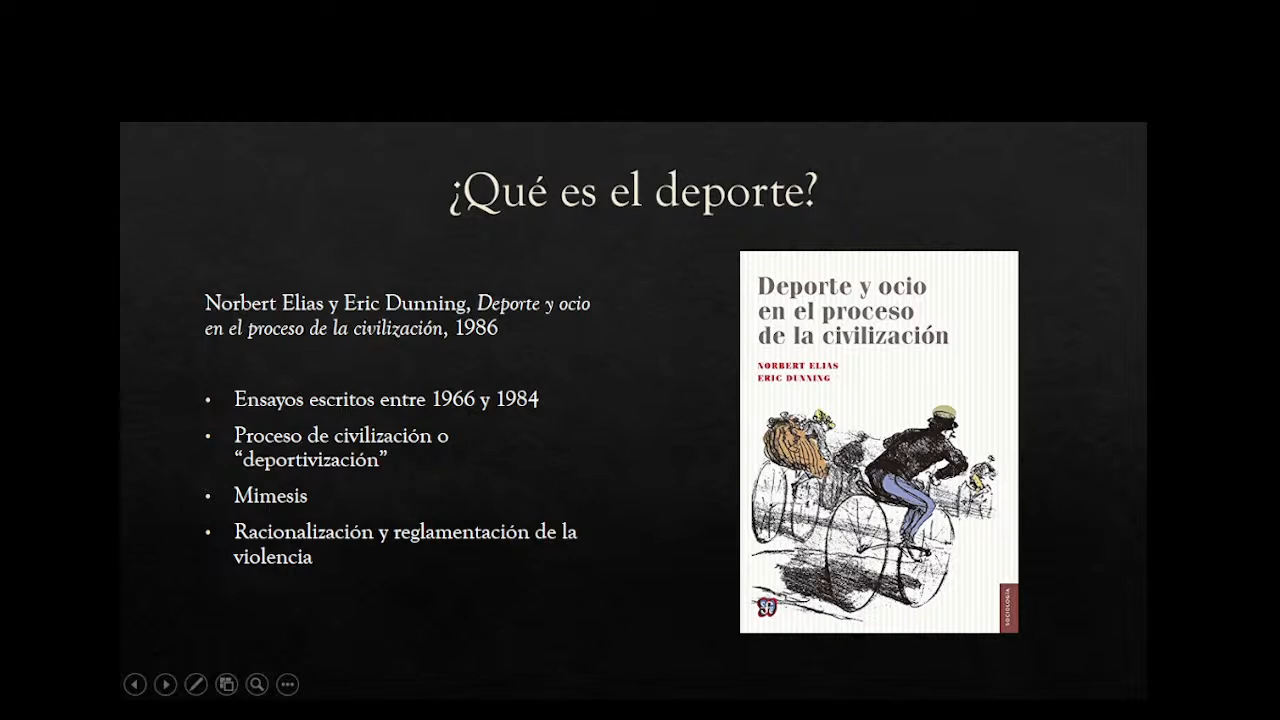 ¿Qué es el deporte?
Norbert Elias y Eric Dunning, Deporte y ocio
en el proceso de la civilización, 1986
• Ensayos escritos entre 1966 y 1984
• Proceso de civilización o
“deportivización”
• Mimesis
• Racionalización y reglamentación de la
violencia
Deporte y ocio
en el proceso
de la civilización
NORBERT ELIAS
ERIC DUNNING
SOCIOLOGÍA